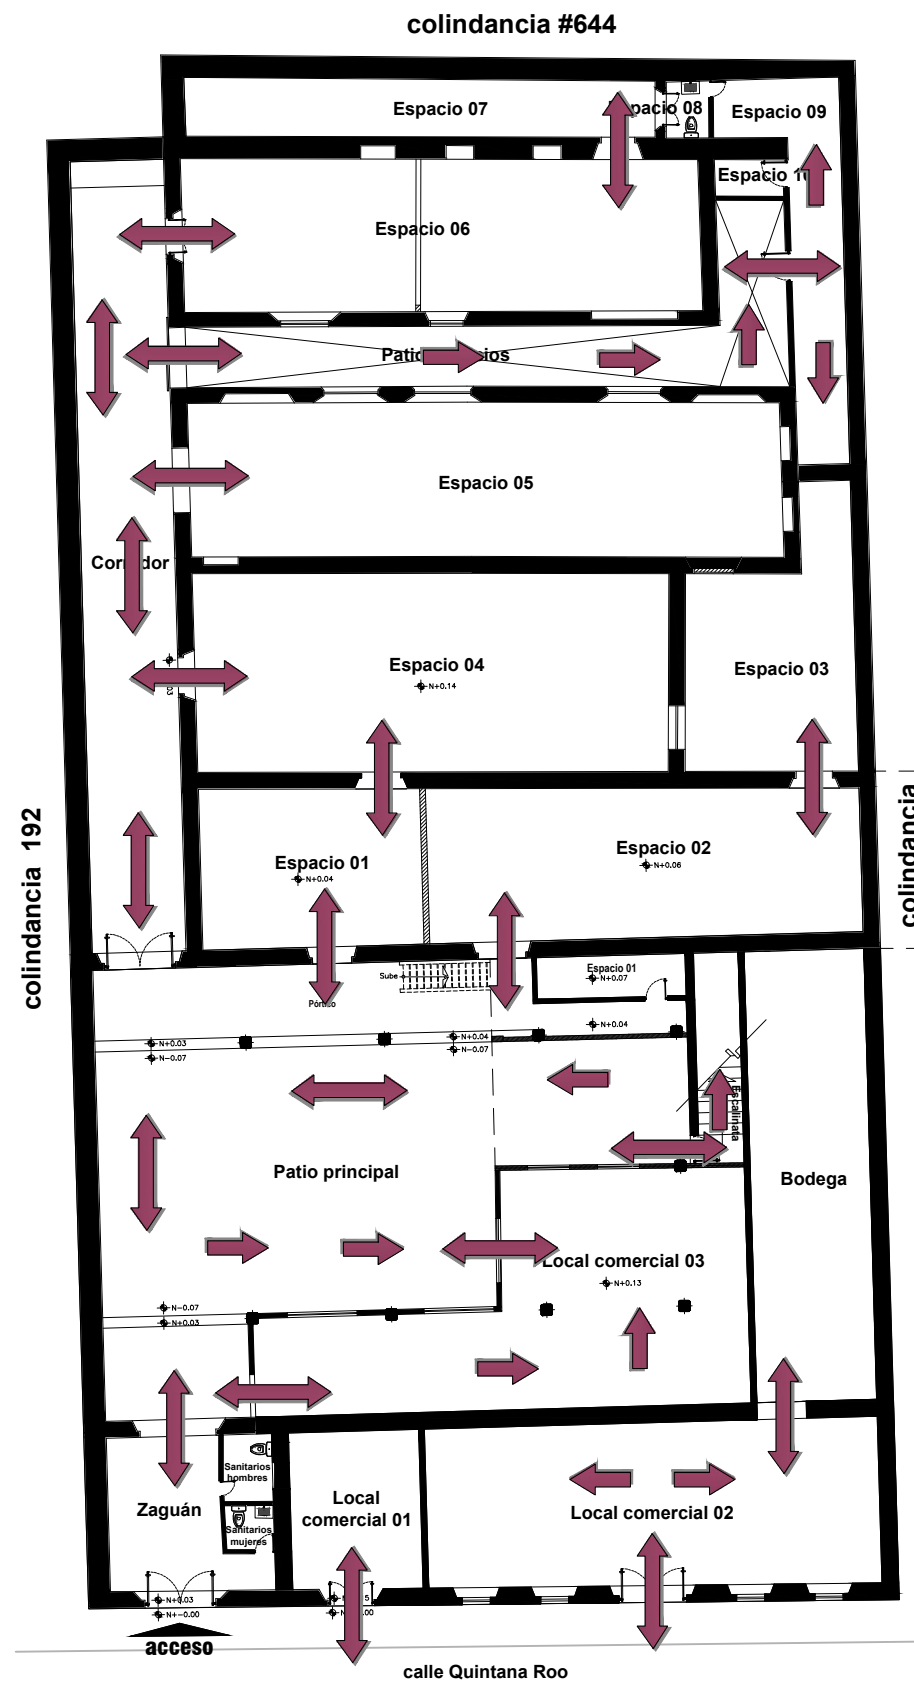 colindancia #644
Espacio 07
Espacio 09
Espacio 06
Espacio 05
Corredor
Espacio 04
N+0.14
Espacio 03
colindancia 192
colindancia
Espacio 01
N+0.04
Espacio 02
N+0.06
Sube
Espacio 01
N+0.07
Pórtico
N+0.04
N+0.03
N-0.07
N+0.04
N-0.07
Escalinata
Patio principal
Bodega
Local comercial 03
N+0.13
N-0.07
N+0.03
Sanitarios
hombres
Zaguán
Sanitarios
mujeres
Local
comercial 01
Local comercial 02
N+0.03
N+-0.00
acceso
calle Quintana Roo